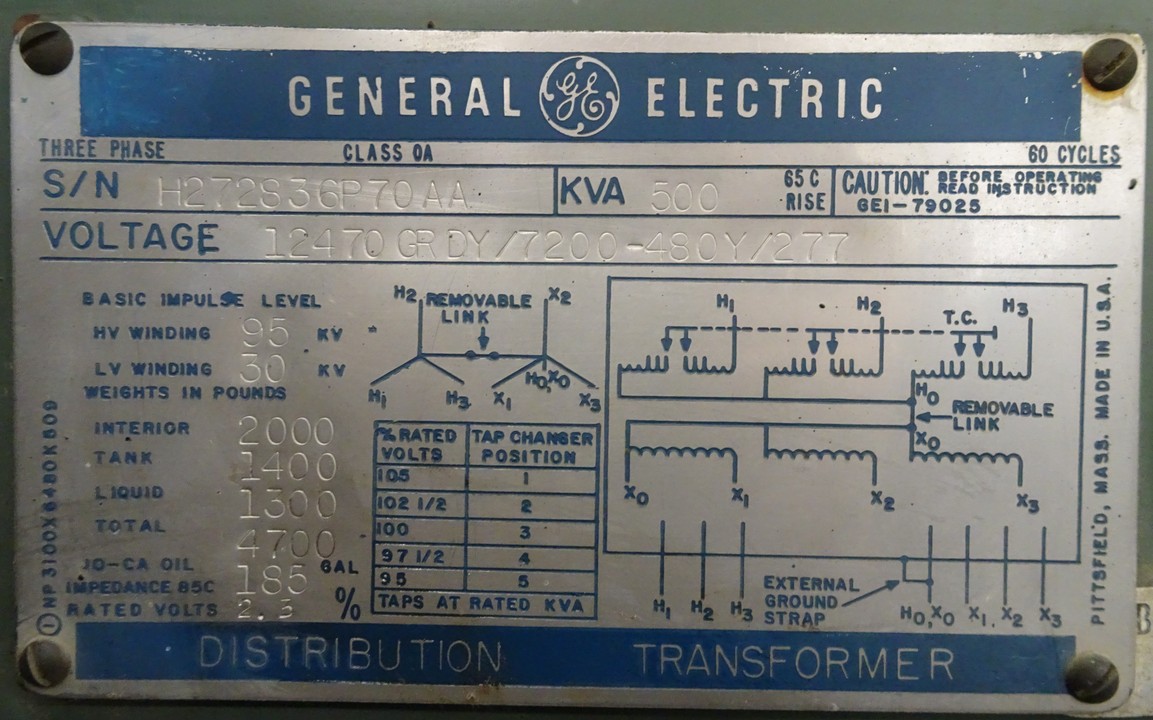 GENERAL GE ELECTRIC
THREE PHASE CLASS OA 60 CYCLES
S/N H272836P70AA KVA 500 65 C RISE CAUTION: BEFORE OPERATING READ INSTRUCTION GEI-79025
VOLTAGE 12470 GRDY/7200-480Y/277
BASIC IMPULSE LEVEL
HV WINDING 95 KV
LV WINDING 30 KV
WEIGHTS IN POUNDS
INTERIOR 2000
TANK 1400
LIQUID 1300
TOTAL 4700
10-CA OIL 185 GAL
IMPEDANCE 85C
RATED VOLTS 2.3 %
H2 REMOVABLE LINK X2
H0,X0
H1 H3 X1 X3
% RATED VOLTS TAP CHANGER POSITION
105 1
102 1/2 2
100 3
97 1/2 4
95 5
TAPS AT RATED KVA
H1 H2 H3
T.C.
H0
REMOVABLE LINK
X0
X0 X1 X2 X3
EXTERNAL GROUND STRAP
H1 H2 H3 H0,X0 X1, X2 X3
NP 3100X6480K809
PITTSFIELD, MASS. MADE IN U.S.A.
DISTRIBUTION TRANSFORMER
B